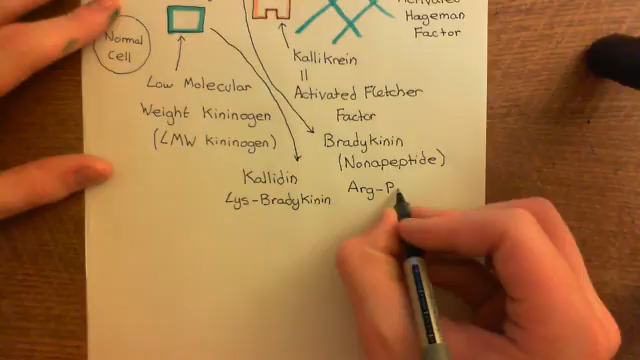 Activated
Hageman
Factor
Normal
Cell
Kallikrein
=
Activated Fletcher
Factor
Low Molecular
Weight Kininogen
(LMW kininogen)
Bradykinin
(Nonapeptide)
Arg-P
Kallidin
Lys-Bradykinin